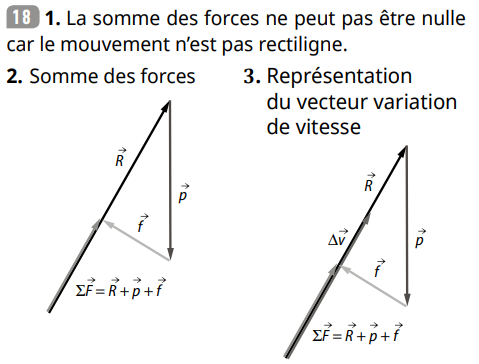 18 1. La somme des forces ne peut pas être nulle
car le mouvement n'est pas rectiligne.
2. Somme des forces
R⃗
p⃗
f⃗
ΣF⃗ = R⃗ + p⃗ + f⃗
3. Représentation
du vecteur variation
de vitesse
R⃗
Δv⃗
p⃗
f⃗
ΣF⃗ = R⃗ + p⃗ + f⃗